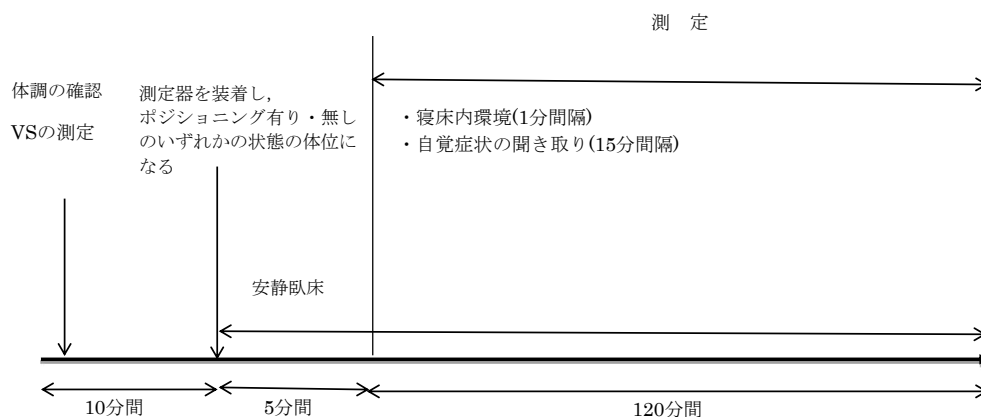 測　定
体調の確認
VSの測定
測定器を装着し,
ポジショニング有り・無し
のいずれかの状態の体位に
なる
・寝床内環境(1分間隔)
・自覚症状の聞き取り(15分間隔)
安静臥床
10分間
5分間
120分間